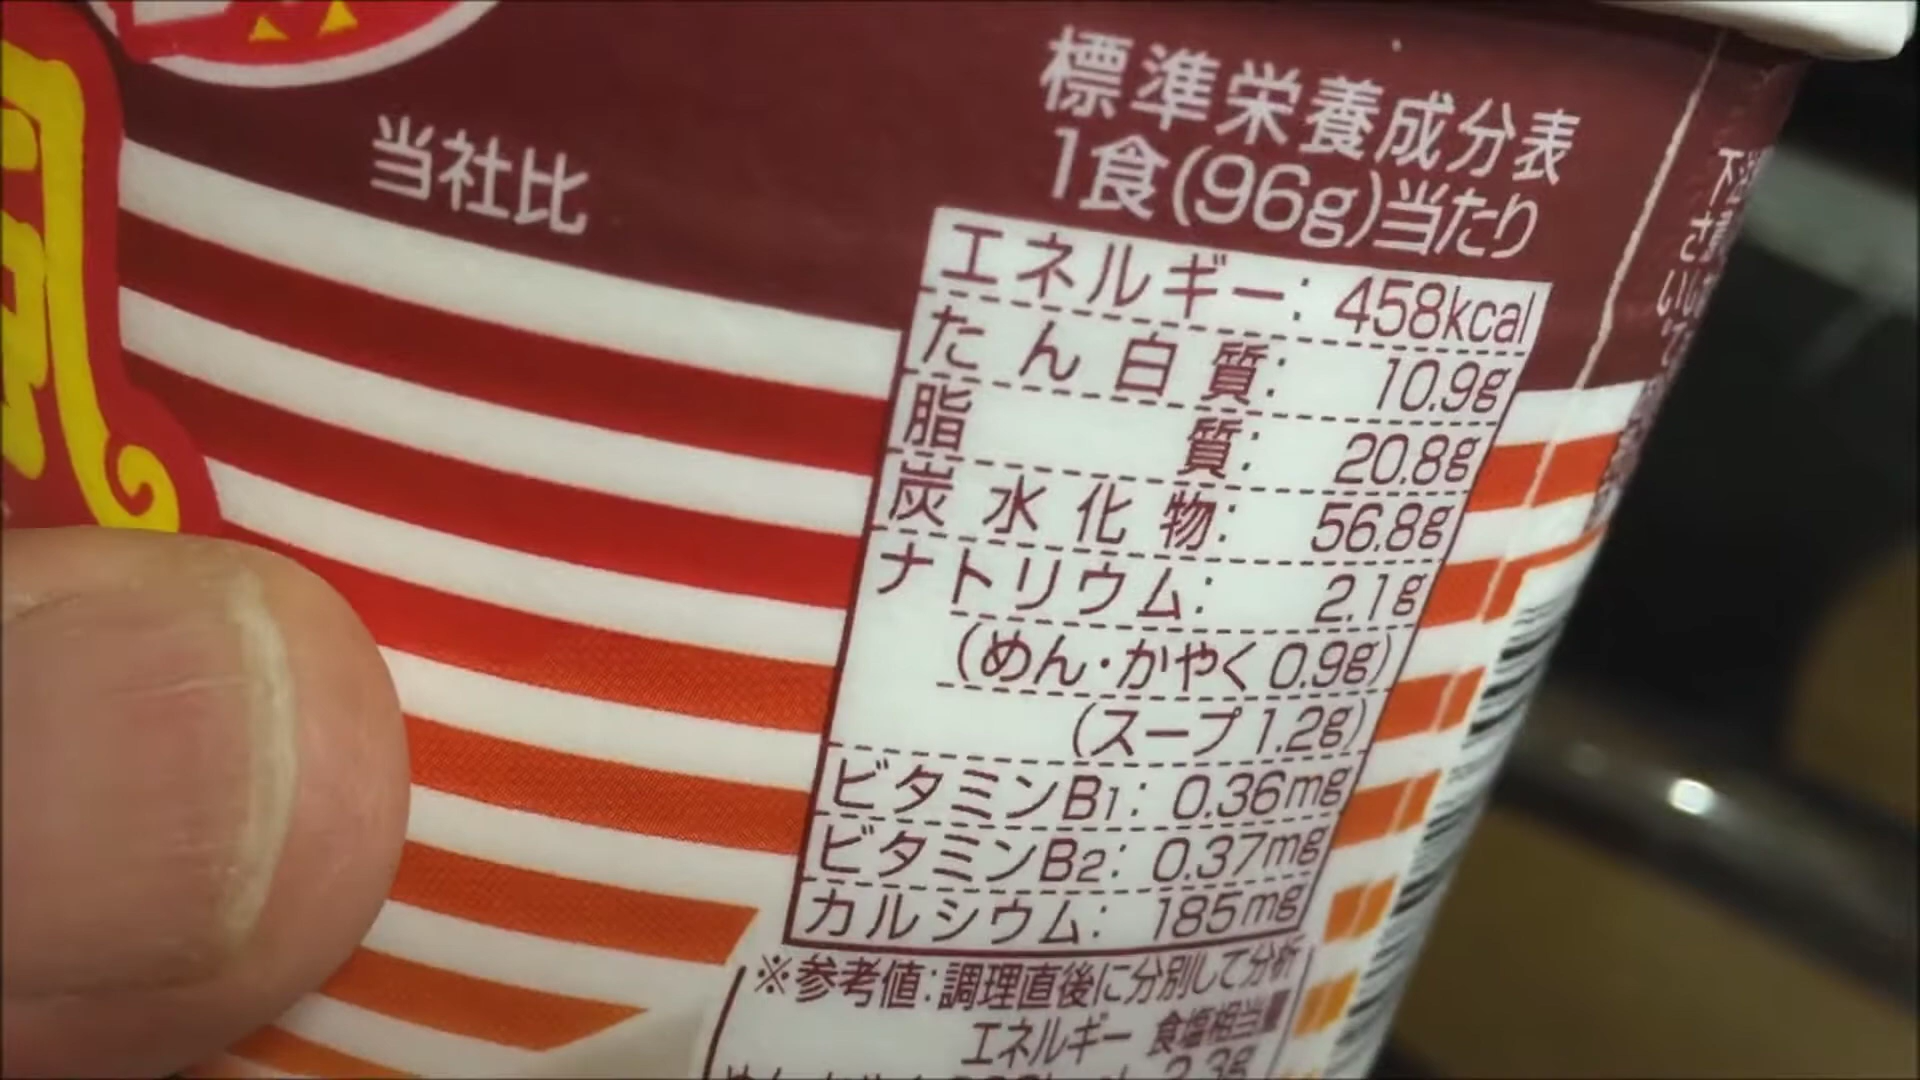 当社比
標準栄養成分表
1食(96g)当たり
エネルギー: 458kcal
たん白質: 10.9g
脂質: 20.8g
炭水化物: 56.8g
ナトリウム: 2.1g
(めん・かやく 0.9g)
(スープ 1.2g)
ビタミンB1: 0.36mg
ビタミンB2: 0.37mg
カルシウム: 185mg
※参考値:調理直後に分別して分析
エネルギー 食塩相当量